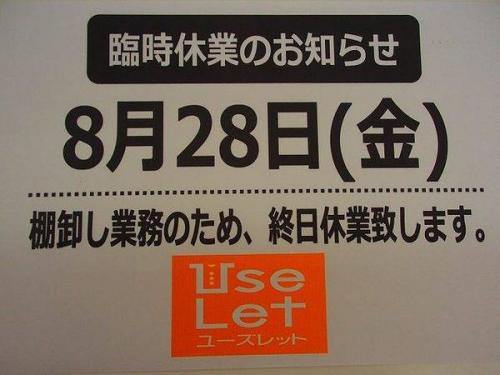 臨時休業のお知らせ
8月28日(金)
棚卸し業務のため、終日休業致します。
Use
Let
ユーズレット